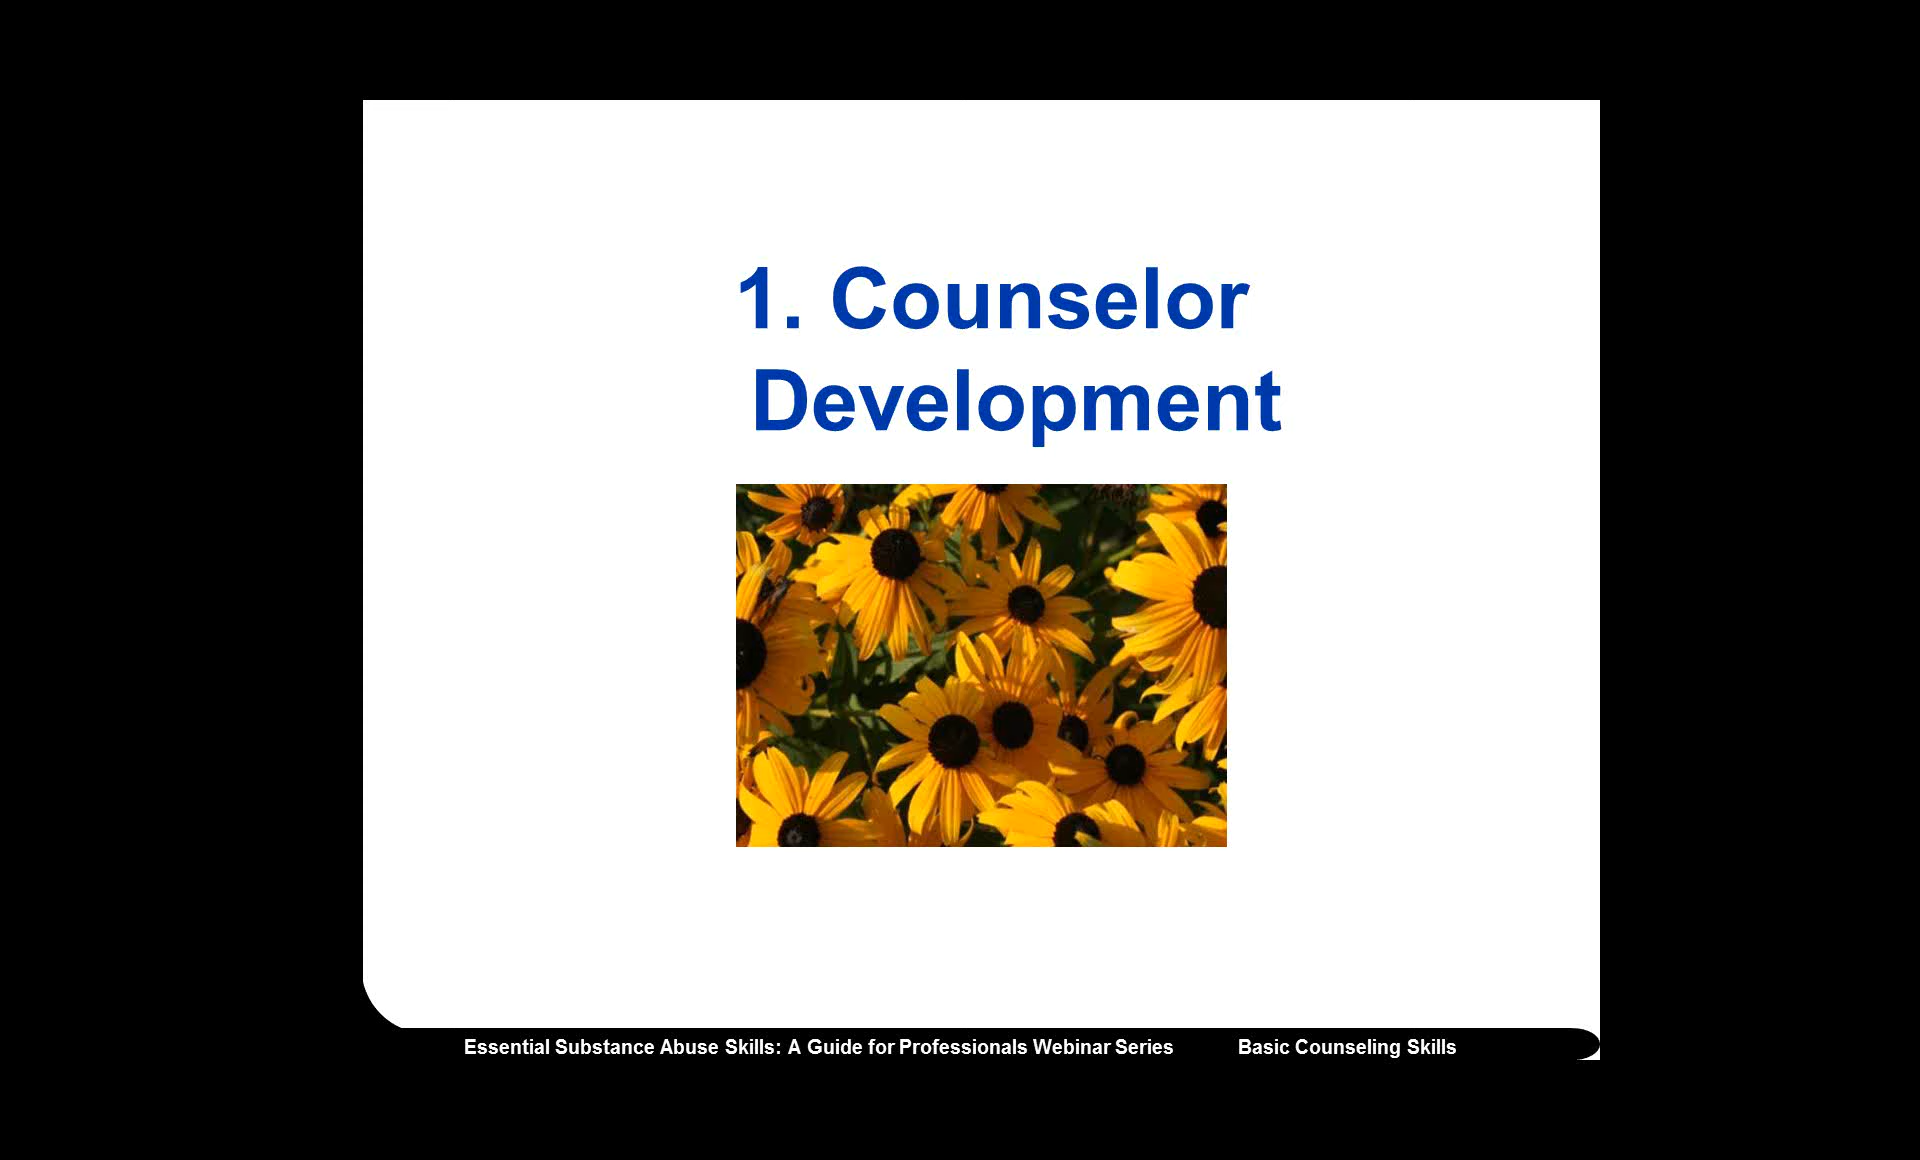 1. Counselor
Development
Essential Substance Abuse Skills: A Guide for Professionals Webinar Series Basic Counseling Skills